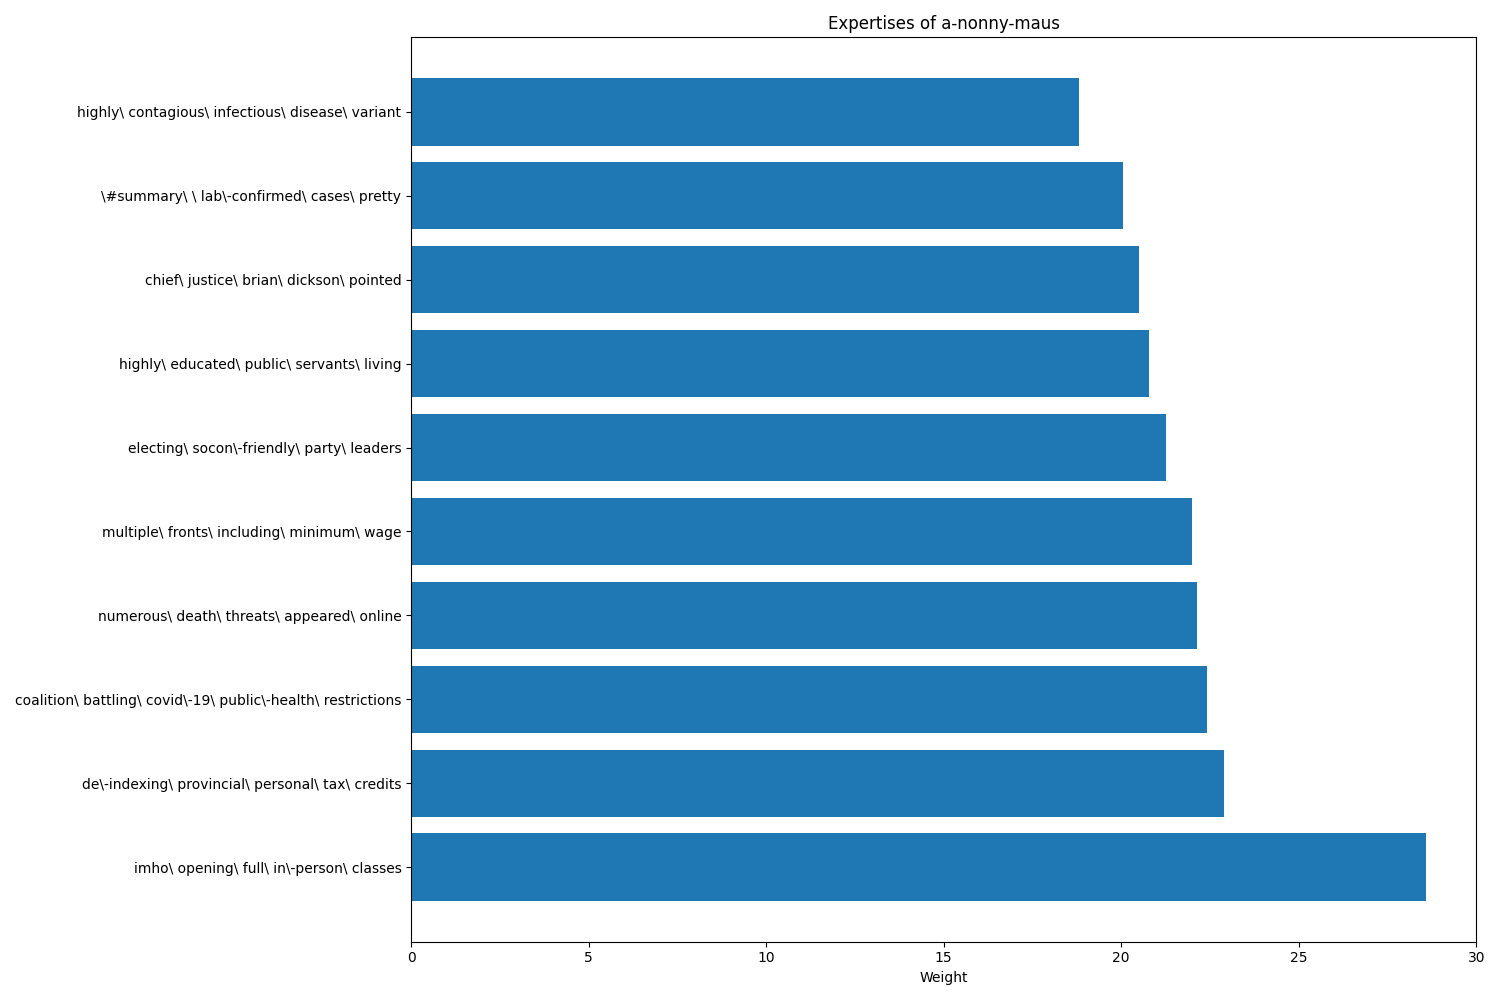 Expertises of a-nonny-maus
highly\ contagious\ infectious\ disease\ variant
\#summary\ \ lab\-confirmed\ cases\ pretty
chief\ justice\ brian\ dickson\ pointed
highly\ educated\ public\ servants\ living
electing\ socon\-friendly\ party\ leaders
multiple\ fronts\ including\ minimum\ wage
numerous\ death\ threats\ appeared\ online
coalition\ battling\ covid\-19\ public\-health\ restrictions
de\-indexing\ provincial\ personal\ tax\ credits
imho\ opening\ full\ in\-person\ classes
0 5 10 15 20 25 30
Weight